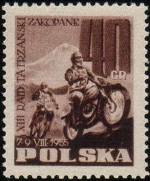 XIII RAJD TATRZAŃSKI
ZAKOPANE
40
GR
7-9 VIII-1955
POLSKA